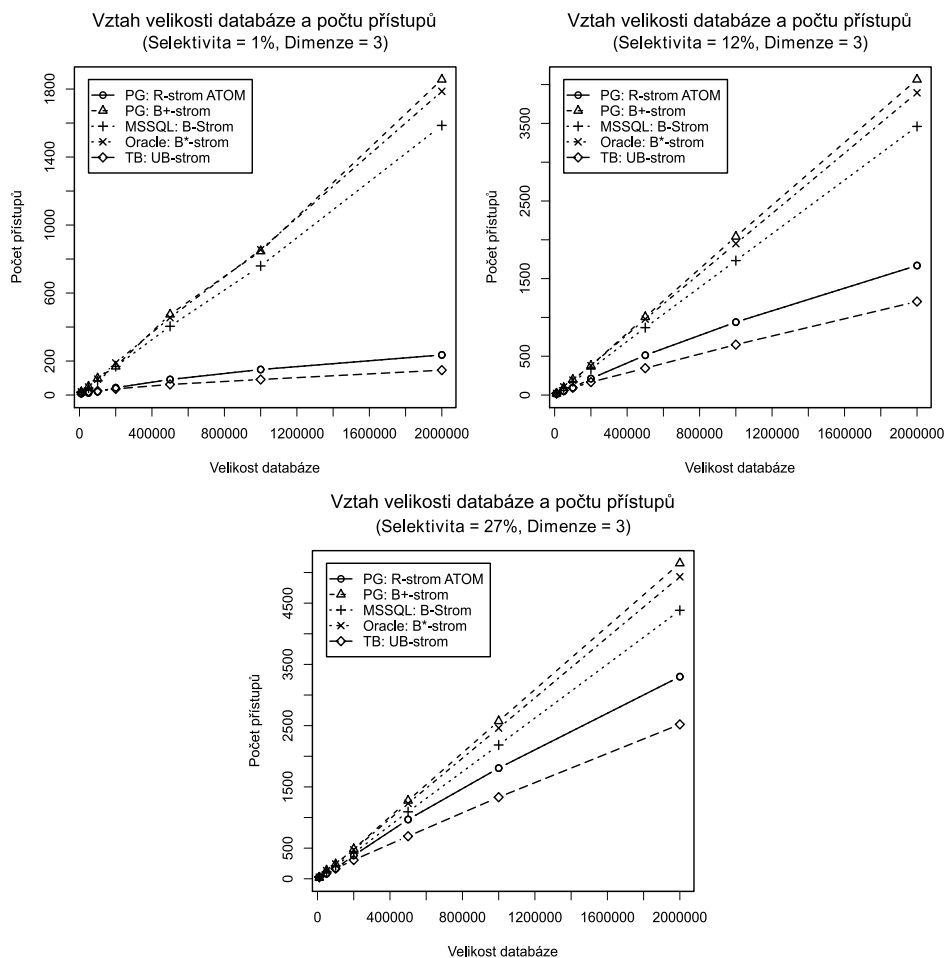 Vztah velikosti databáze a počtu přístupů
(Selektivita = 1%, Dimenze = 3)
PG: R-strom ATOM
PG: B+-strom
MSSQL: B-Strom
Oracle: B*-strom
TB: UB-strom
Počet přístupů
0
200
600
1000
1400
1800
0
400000
800000
1200000
2000000
Velikost databáze
Vztah velikosti databáze a počtu přístupů
(Selektivita = 12%, Dimenze = 3)
PG: R-strom ATOM
PG: B+-strom
MSSQL: B-Strom
Oracle: B*-strom
TB: UB-strom
Počet přístupů
0
500
1500
2500
3500
0
400000
800000
1200000
2000000
Velikost databáze
Vztah velikosti databáze a počtu přístupů
(Selektivita = 27%, Dimenze = 3)
PG: R-strom ATOM
PG: B+-strom
MSSQL: B-Strom
Oracle: B*-strom
TB: UB-strom
Počet přístupů
0
500
1500
2500
3500
4500
0
400000
800000
1200000
1600000
2000000
Velikost databáze